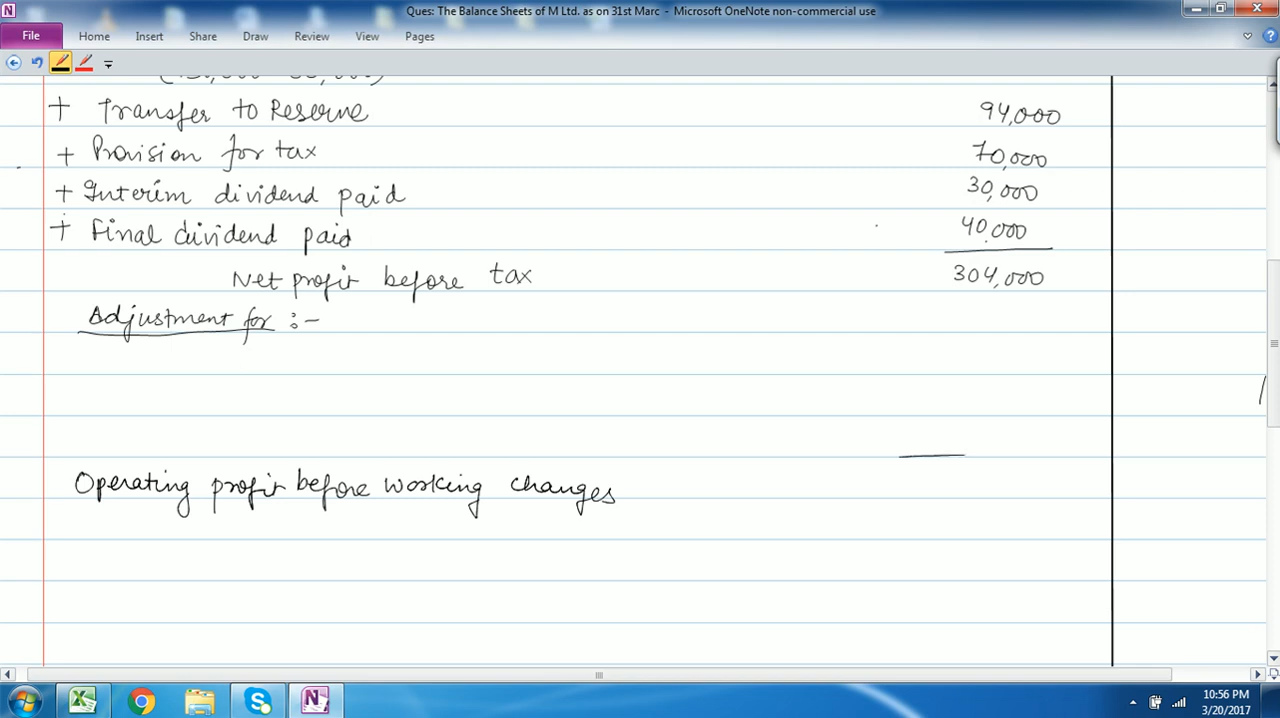 Ques: The Balance Sheets of M Ltd. as on 31st Marc - Microsoft OneNote non-commercial use
File Home Insert Share Draw Review View Pages
+ Transfer to Reserve 94,000
+ Provision for tax 70,000
+ Interim dividend paid 30,000
+ Final dividend paid 40,000
Net profit before tax 304,000
Adjustment for :-
Operating profit before working changes
10:56 PM
3/20/2017